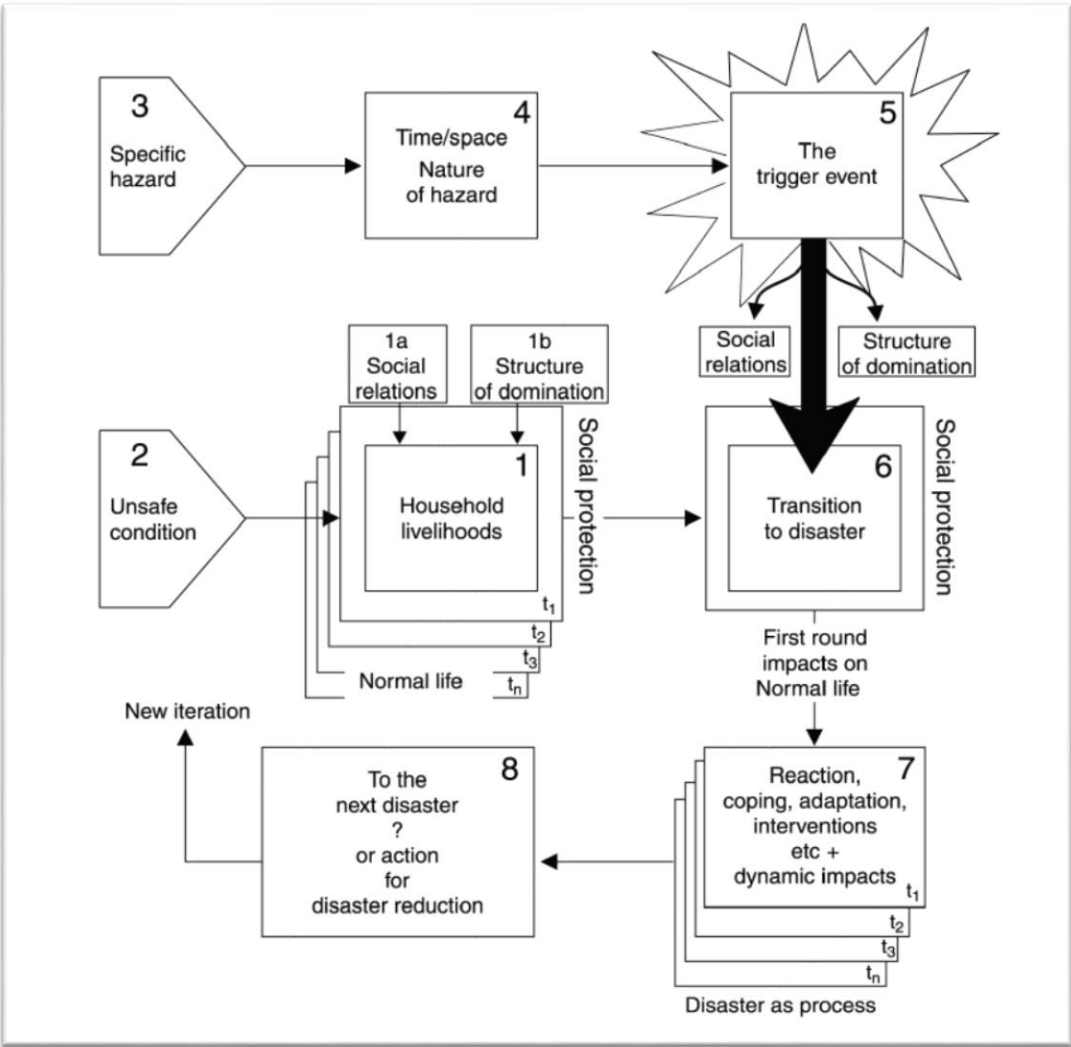 3
Specific
hazard
4
Time/space
Nature
of hazard
5
The
trigger event
Social
relations
Structure
of domination
1a
Social
relations
1b
Structure
of domination
2
Unsafe
condition
1
Household
livelihoods
Social protection
t1
t2
t3
tn
Normal life
6
Transition
to disaster
Social protection
First round
impacts on
Normal life
7
Reaction,
coping, adaptation,
interventions
etc +
dynamic impacts
t1
t2
t3
tn
Disaster as process
8
To the
next disaster
?
or action
for
disaster reduction
New iteration